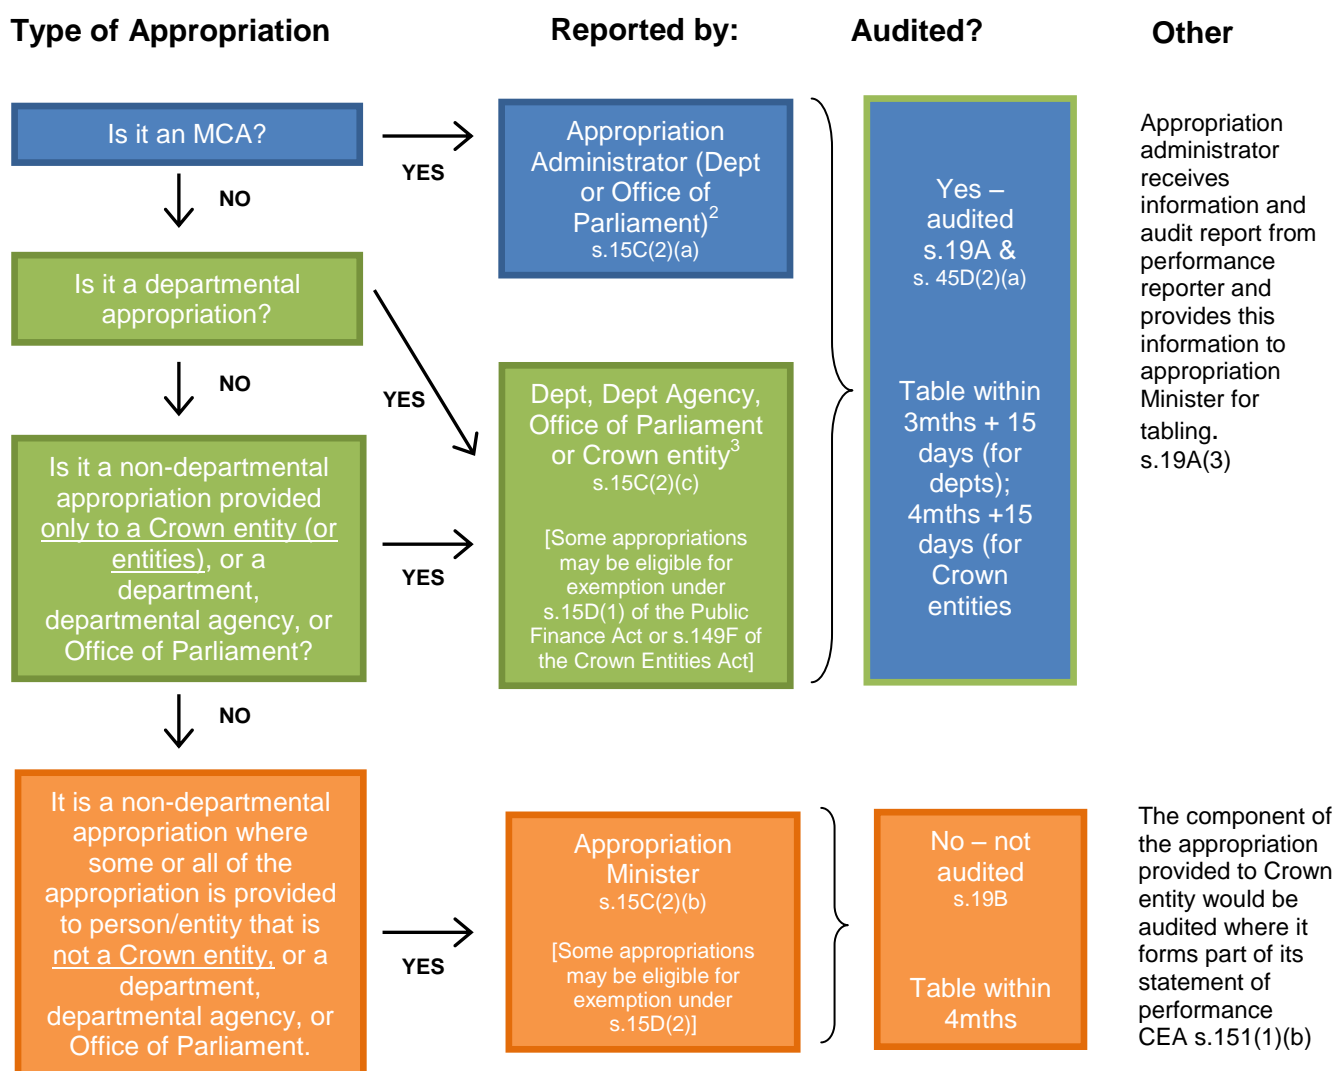 Type of Appropriation
Reported by:
Audited?
Other
Is it an MCA?
YES
NO
Appropriation
Administrator (Dept
or Office of
Parliament)2
s.15C(2)(a)
Is it a departmental
appropriation?
YES
NO
Dept, Dept Agency,
Office of Parliament
or Crown entity3
s.15C(2)(c)
[Some appropriations
may be eligible for
exemption under
s.15D(1) of the Public
Finance Act or s.149F of
the Crown Entities Act]
Yes –
audited
s.19A &
s. 45D(2)(a)
Table within
3mths + 15
days (for
depts);
4mths +15
days (for
Crown
entities
Appropriation
administrator
receives
information and
audit report from
performance
reporter and
provides this
information to
appropriation
Minister for
tabling.
s.19A(3)
Is it a non-departmental
appropriation provided
only to a Crown entity (or
entities), or a
department,
departmental agency, or
Office of Parliament?
YES
NO
It is a non-departmental
appropriation where
some or all of the
appropriation is provided
to person/entity that is
not a Crown entity, or a
department,
departmental agency, or
Office of Parliament.
YES
Appropriation
Minister
s.15C(2)(b)
[Some appropriations
may be eligible for
exemption under
s.15D(2)]
No – not
audited
s.19B
Table within
4mths
The component of
the appropriation
provided to Crown
entity would be
audited where it
forms part of its
statement of
performance
CEA s.151(1)(b)